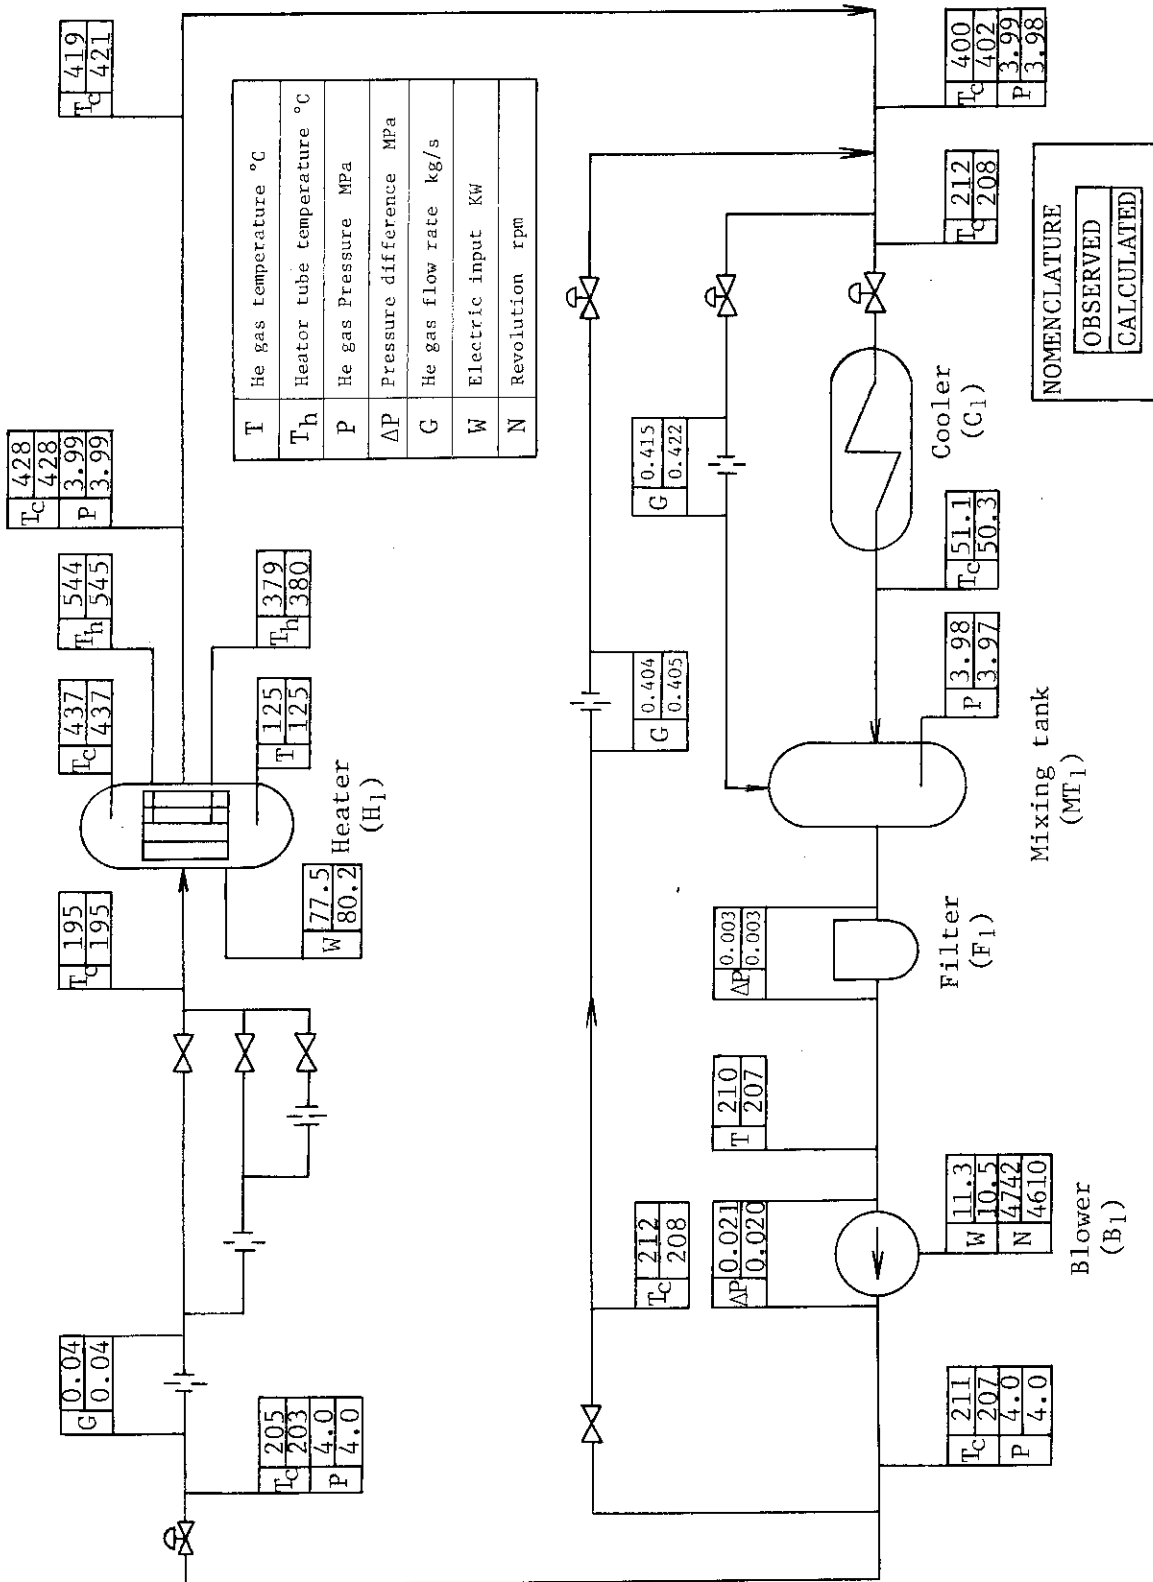 Tc 419
421
Tc 428
428
P 3.99
3.99
Th 544
545
Tc 437
437
Th 379
380
T 125
125
Heater
(H1)
W 77.5
80.2
Tc 195
195
G 0.04
0.04
Tc 205
203
P 4.0
4.0
T He gas temperature °C
Th Heator tube temperature °C
P He gas Pressure MPa
ΔP Pressure difference MPa
G He gas flow rate kg/s
W Electric input KW
N Revolution rpm
Tc 400
402
P 3.99
3.98
Tc 212
208
G 0.415
0.422
Cooler
(C1)
Tc 51.1
50.3
G 0.404
0.405
P 3.98
3.97
Mixing tank
(MT1)
ΔP 0.003
0.003
Filter
(F1)
T 210
207
Tc 212
208
ΔP 0.021
0.020
W 11.3
10.5
N 4742
4610
Blower
(B1)
Tc 211
207
P 4.0
4.0
NOMENCLATURE
OBSERVED
CALCULATED